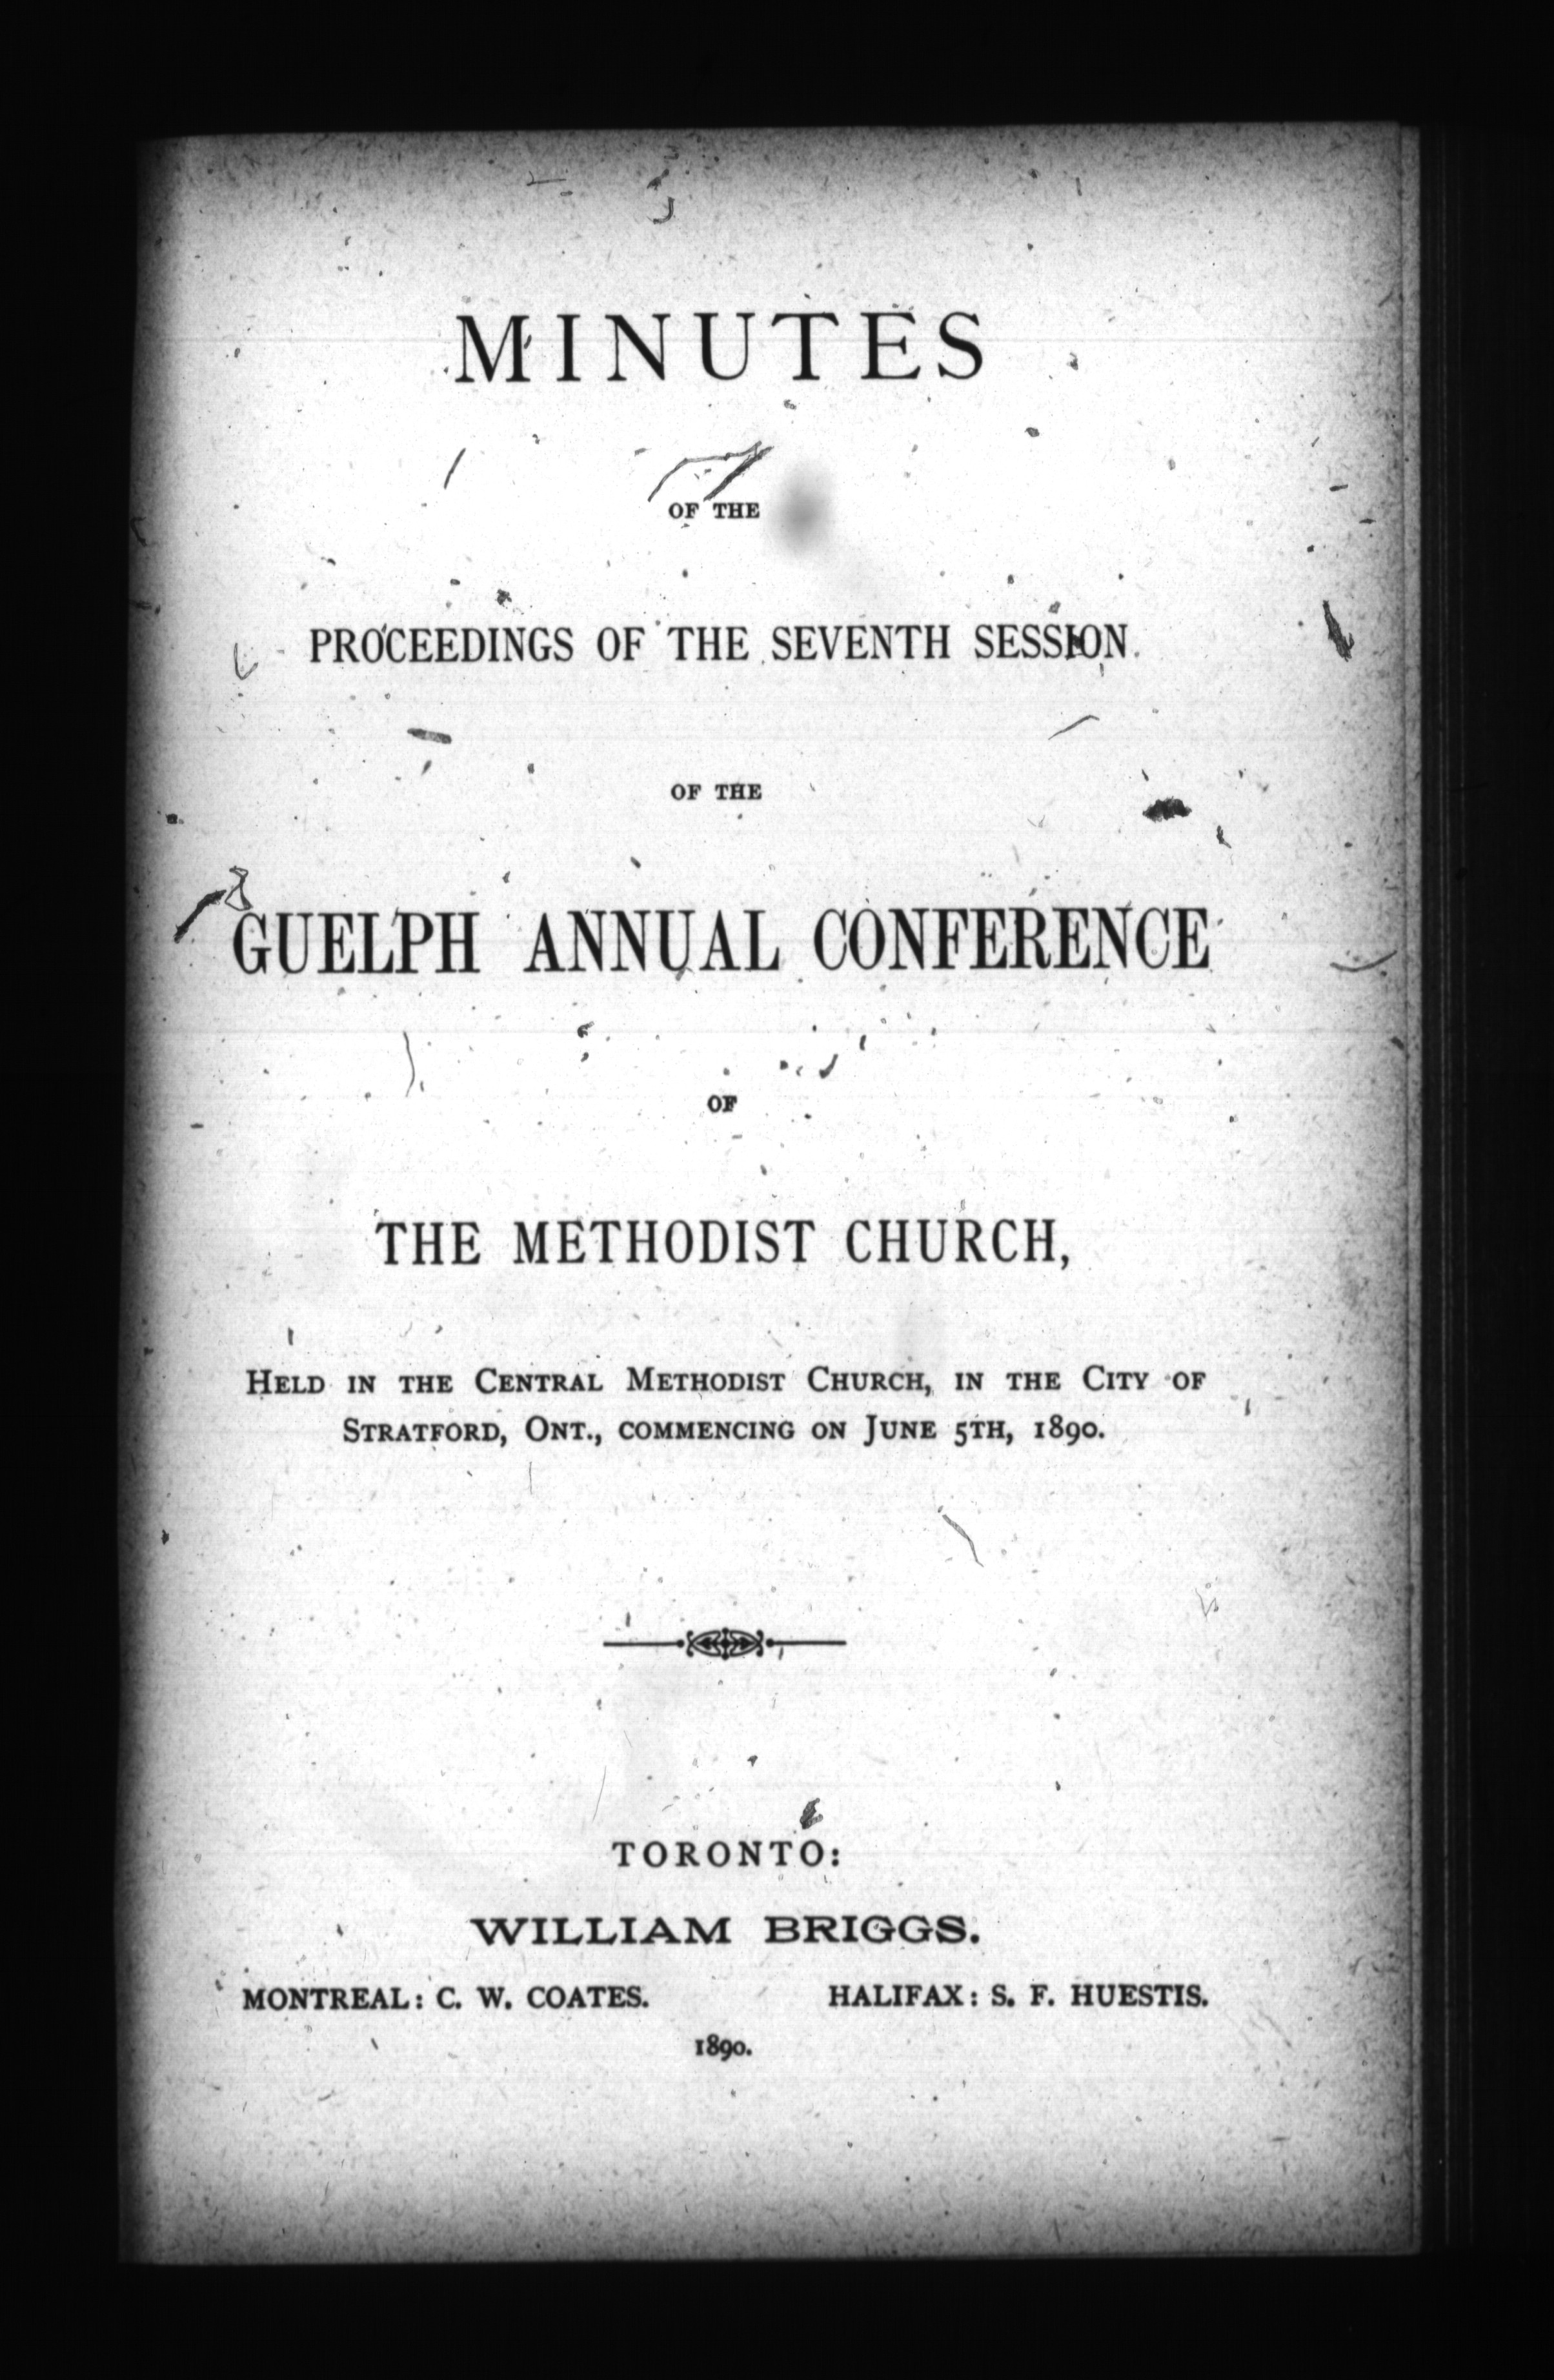 MINUTES
OF THE
PROCEEDINGS OF THE SEVENTH SESSION
OF THE
GUELPH ANNUAL CONFERENCE
OF
THE METHODIST CHURCH,
HELD IN THE CENTRAL METHODIST CHURCH, IN THE CITY OF
STRATFORD, ONT., COMMENCING ON JUNE 5TH, 1890.
TORONTO:
WILLIAM BRIGGS.
MONTREAL: C. W. COATES. HALIFAX: S. F. HUESTIS.
1890.